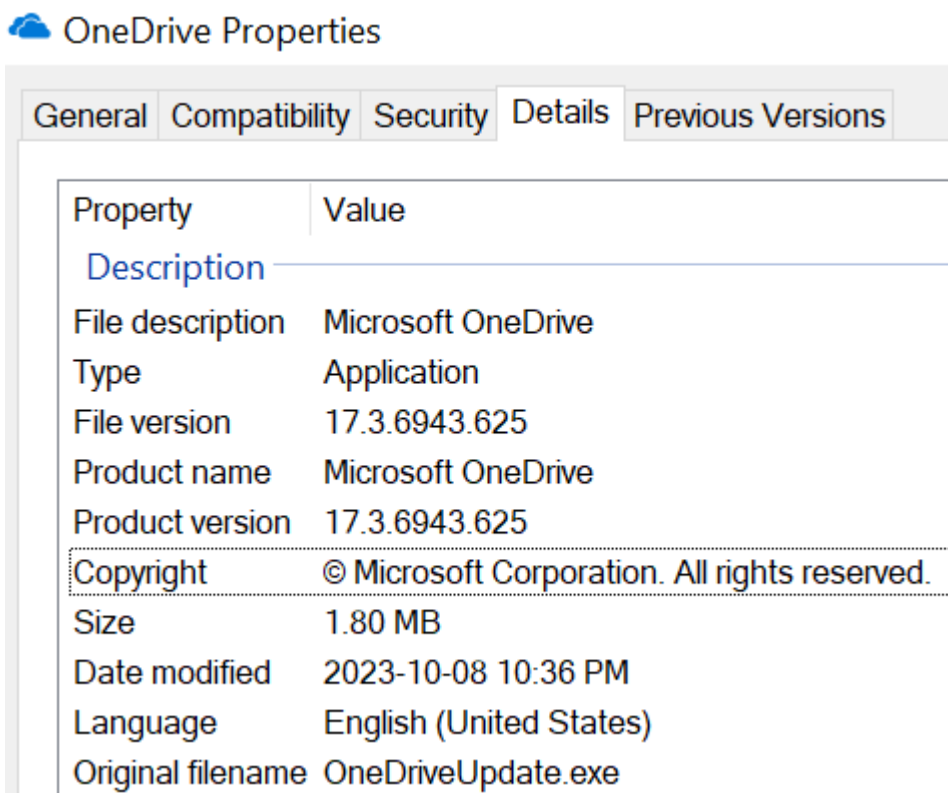 OneDrive Properties
General Compatibility Security Details Previous Versions
Property Value
Description
File description Microsoft OneDrive
Type Application
File version 17.3.6943.625
Product name Microsoft OneDrive
Product version 17.3.6943.625
Copyright © Microsoft Corporation. All rights reserved.
Size 1.80 MB
Date modified 2023-10-08 10:36 PM
Language English (United States)
Original filename OneDriveUpdate.exe